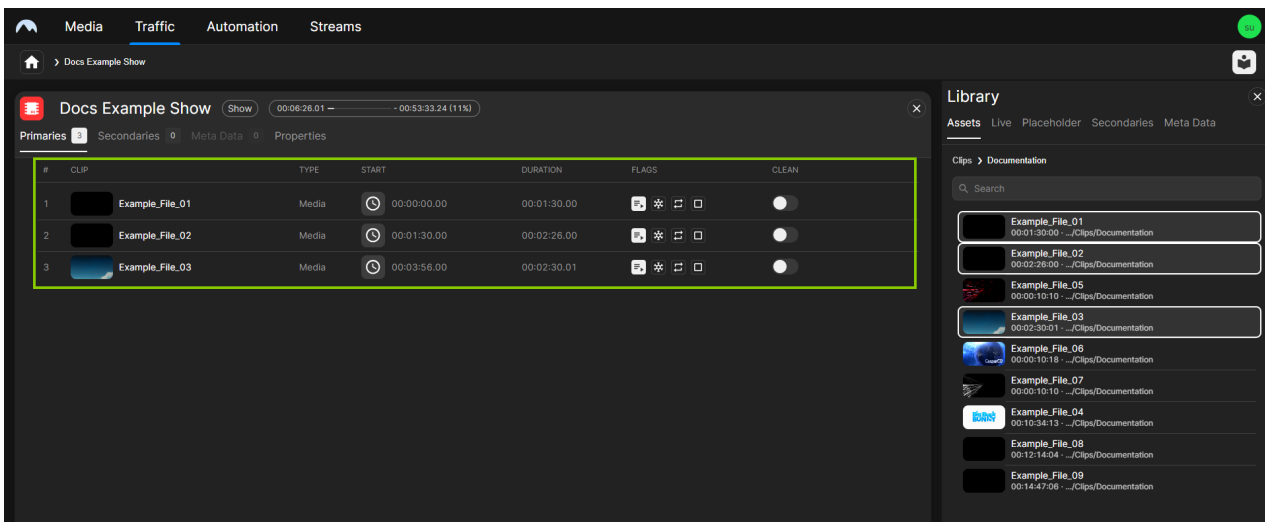 Media Traffic Automation Streams
SU
Docs Example Show
Docs Example Show Show 00:06:26.01 - 00:53:33.24 (11%)
Primaries 3 Secondaries 0 Meta Data 0 Properties
# CLIP TYPE START DURATION FLAGS CLEAN
1 Example_File_01 Media 00:00:00.00 00:01:30.00
2 Example_File_02 Media 00:01:30.00 00:02:26.00
3 Example_File_03 Media 00:03:56.00 00:02:30.01
Library
Assets Live Placeholder Secondaries Meta Data
Clips Documentation
Search
Example_File_01
00:01:30:00 - .../Clips/Documentation
Example_File_02
00:02:26:00 - .../Clips/Documentation
Example_File_05
00:00:10:10 - .../Clips/Documentation
Example_File_03
00:02:30:01 - .../Clips/Documentation
Example_File_06
00:00:10:18 - .../Clips/Documentation
Example_File_07
00:00:10:10 - .../Clips/Documentation
Example_File_04
00:10:34:13 - .../Clips/Documentation
Example_File_08
00:12:14:04 - .../Clips/Documentation
Example_File_09
00:14:47:06 - .../Clips/Documentation